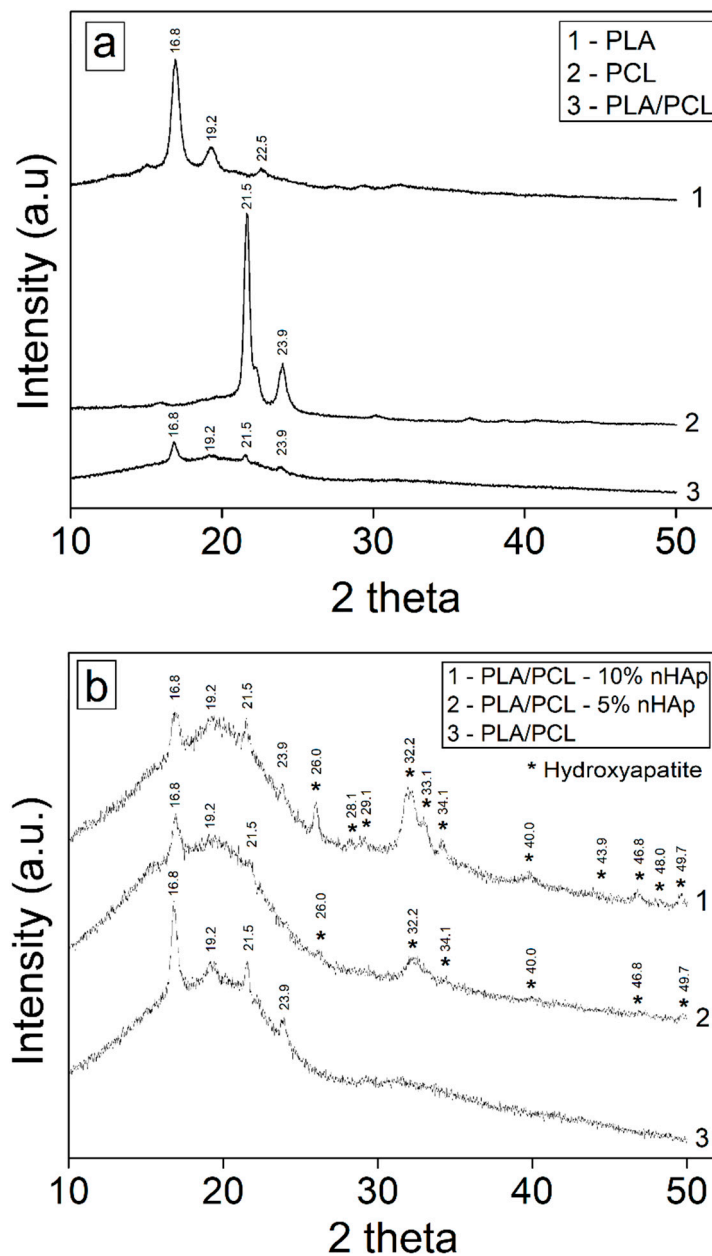 a
1 - PLA
2 - PCL
3 - PLA/PCL
16.8
19.2
22.5
1
21.5
23.9
2
16.8
19.2
21.5
23.9
3
Intensity (a.u)
10 20 30 40 50
2 theta
b
1 - PLA/PCL - 10% nHAp
2 - PLA/PCL - 5% nHAp
3 - PLA/PCL
* Hydroxyapatite
16.8
19.2
21.5
23.9
* 26.0
* 28.1
* 29.1
* 32.2
* 33.1
* 34.1
* 40.0
* 43.9
* 46.8
* 48.0
* 49.7
1
16.8
19.2
21.5
* 26.0
* 32.2
* 34.1
* 40.0
* 46.8
* 49.7
2
16.8
19.2
21.5
23.9
3
Intensity (a.u.)
10 20 30 40 50
2 theta